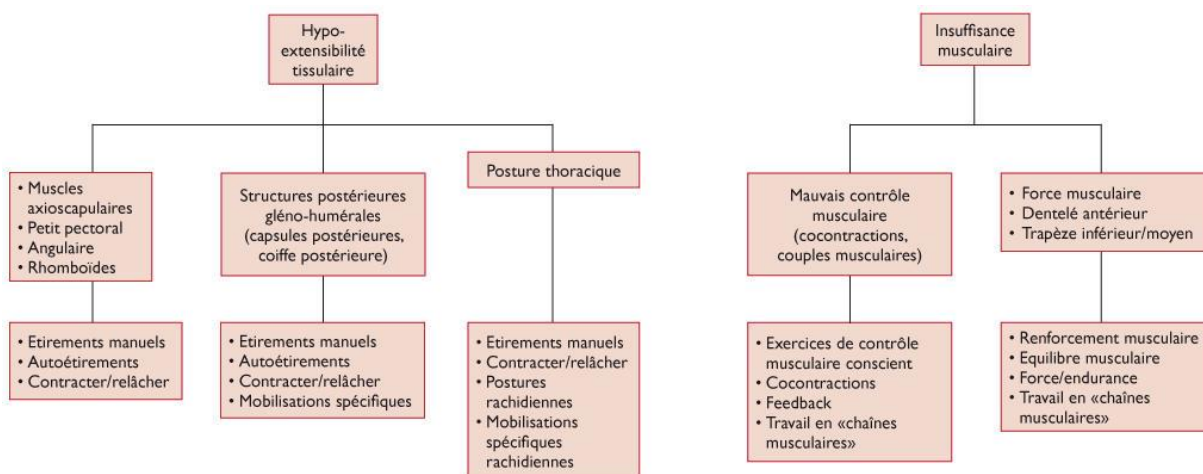 Hypo-
extensibilité
tissulaire
• Muscles
axioscapulaires
• Petit pectoral
• Angulaire
• Rhomboïdes
Structures postérieures
gléno-humérales
(capsules postérieures,
coiffe postérieure)
Posture thoracique
• Etirements manuels
• Autoétirements
• Contracter/relâcher
• Etirements manuels
• Autoétirements
• Contracter/relâcher
• Mobilisations spécifiques
• Etirements manuels
• Contracter/relâcher
• Postures
rachidiennes
• Mobilisations
spécifiques
rachidiennes
Insuffisance
musculaire
Mauvais contrôle
musculaire
(cocontractions,
couples musculaires)
• Force musculaire
• Dentelé antérieur
• Trapèze inférieur/moyen
• Exercices de contrôle
musculaire conscient
• Cocontractions
• Feedback
• Travail en «chaînes
musculaires»
• Renforcement musculaire
• Equilibre musculaire
• Force/endurance
• Travail en «chaînes
musculaires»